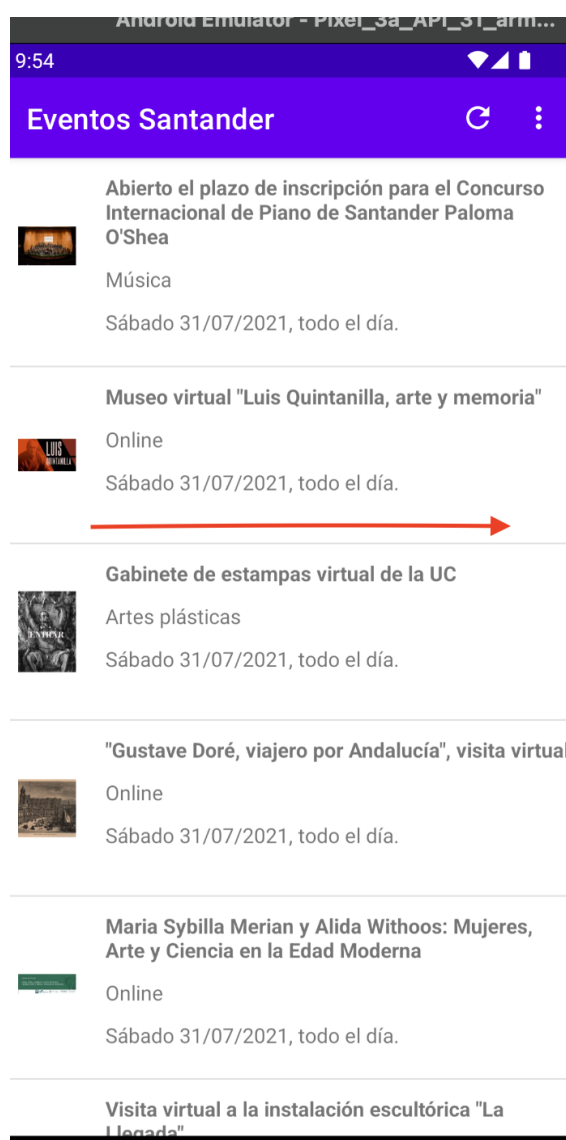 Android Emulator - Pixel_3a_API_31_arm...
9:54
Eventos Santander
Abierto el plazo de inscripción para el Concurso
Internacional de Piano de Santander Paloma
O'Shea
Música
Sábado 31/07/2021, todo el día.
Museo virtual "Luis Quintanilla, arte y memoria"
LUIS
QUINTANILLA
Online
Sábado 31/07/2021, todo el día.
Gabinete de estampas virtual de la UC
ENTRAR
Artes plásticas
Sábado 31/07/2021, todo el día.
"Gustave Doré, viajero por Andalucía", visita virtual
Online
Sábado 31/07/2021, todo el día.
Maria Sybilla Merian y Alida Withoos: Mujeres,
Arte y Ciencia en la Edad Moderna
Online
Sábado 31/07/2021, todo el día.
Visita virtual a la instalación escultórica "La
Llegada"